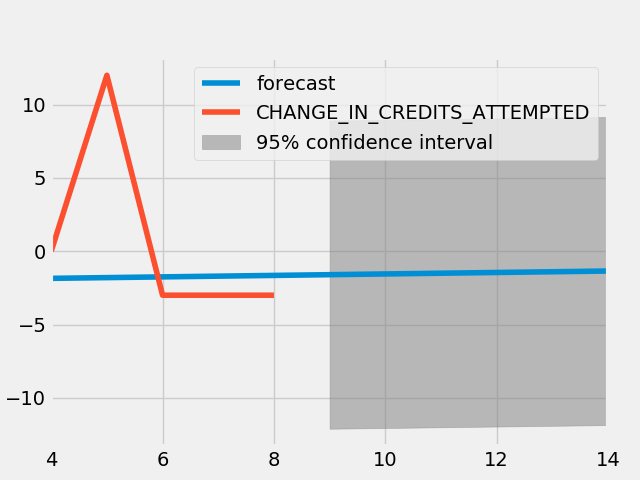 forecast
CHANGE_IN_CREDITS_ATTEMPTED
95% confidence interval
10
5
0
−5
−10
4 6 8 10 12 14